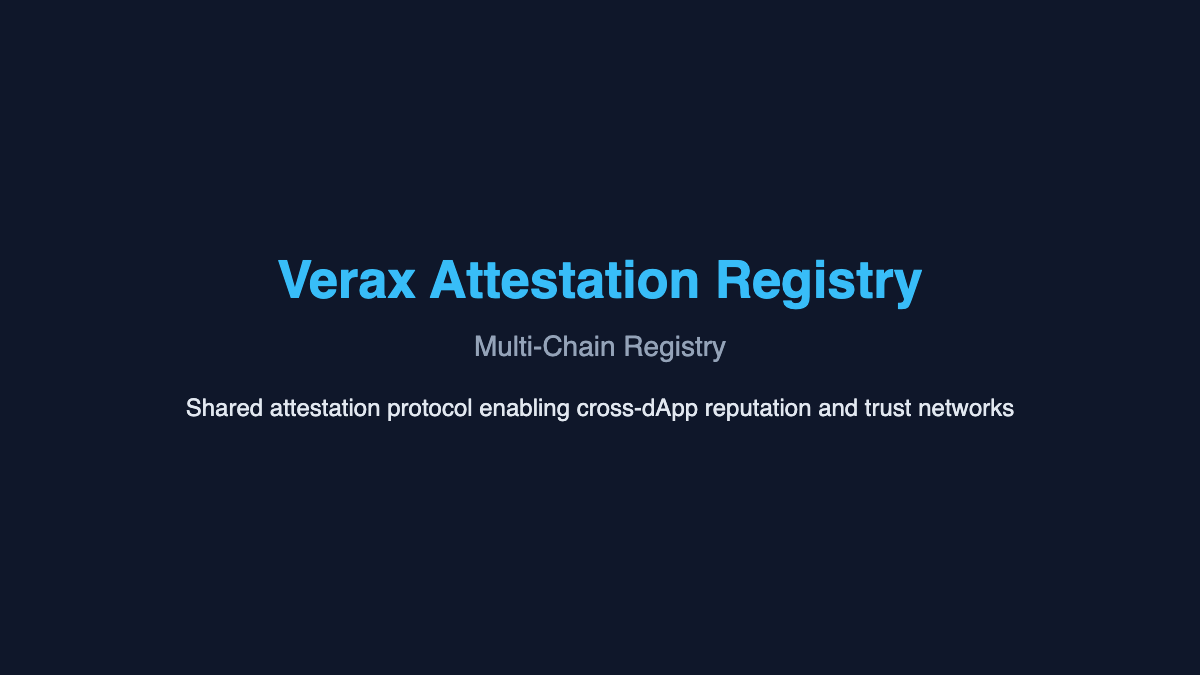 Verax Attestation Registry
Multi-Chain Registry
Shared attestation protocol enabling cross-dApp reputation and trust networks